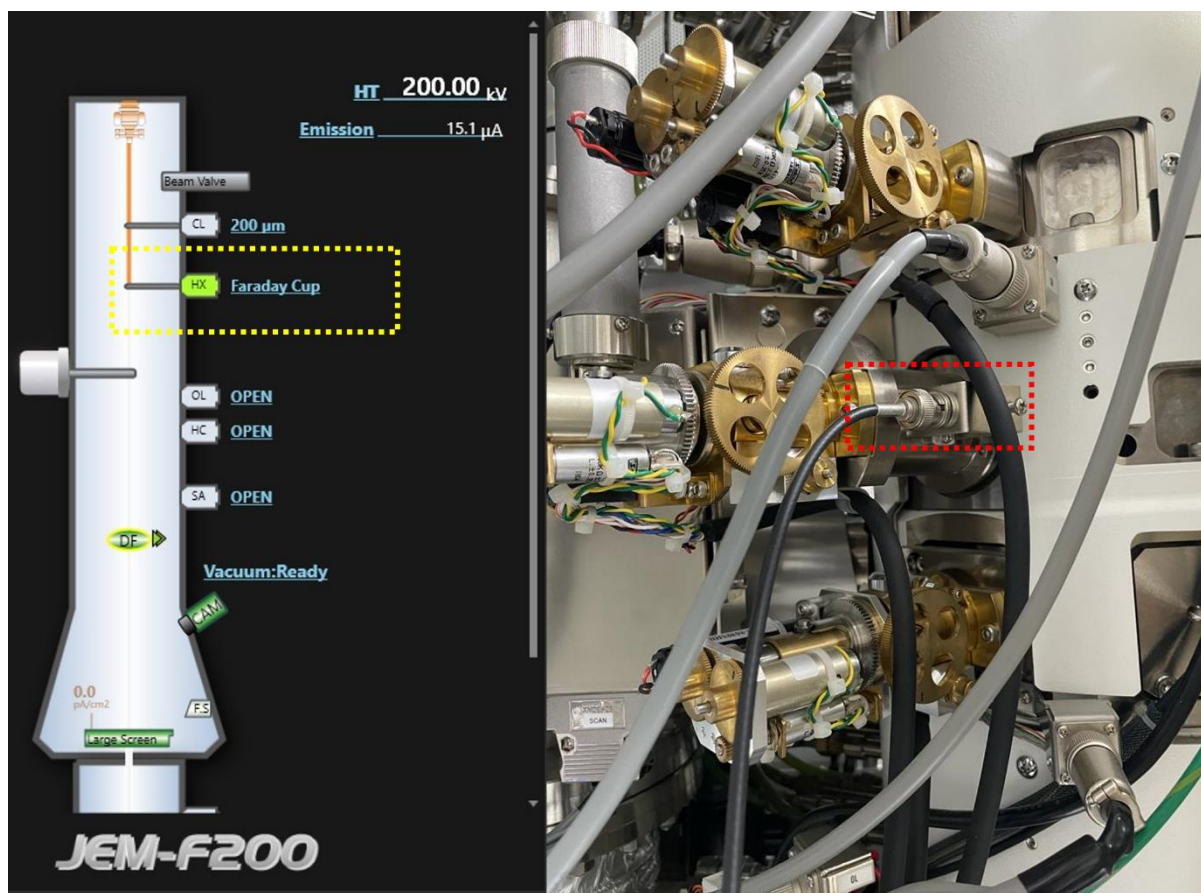 HT 200.00 kV
Emission 15.1 μA
Beam Valve
CL 200 μm
HX Faraday Cup
OL OPEN
HC OPEN
SA OPEN
DF
Vacuum:Ready
CAM
0.0
pA/cm2
F.S
Large Screen
JEM-F200
SCAN
OL